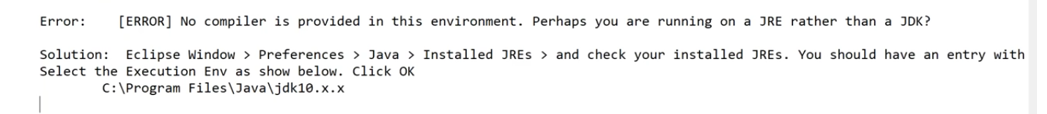 Error:    [ERROR] No compiler is provided in this environment. Perhaps you are running on a JRE rather than a JDK?
Solution:  Eclipse Window > Preferences > Java > Installed JREs > and check your installed JREs. You should have an entry with
Select the Execution Env as show below. Click OK
C:\Program Files\Java\jdk10.x.x